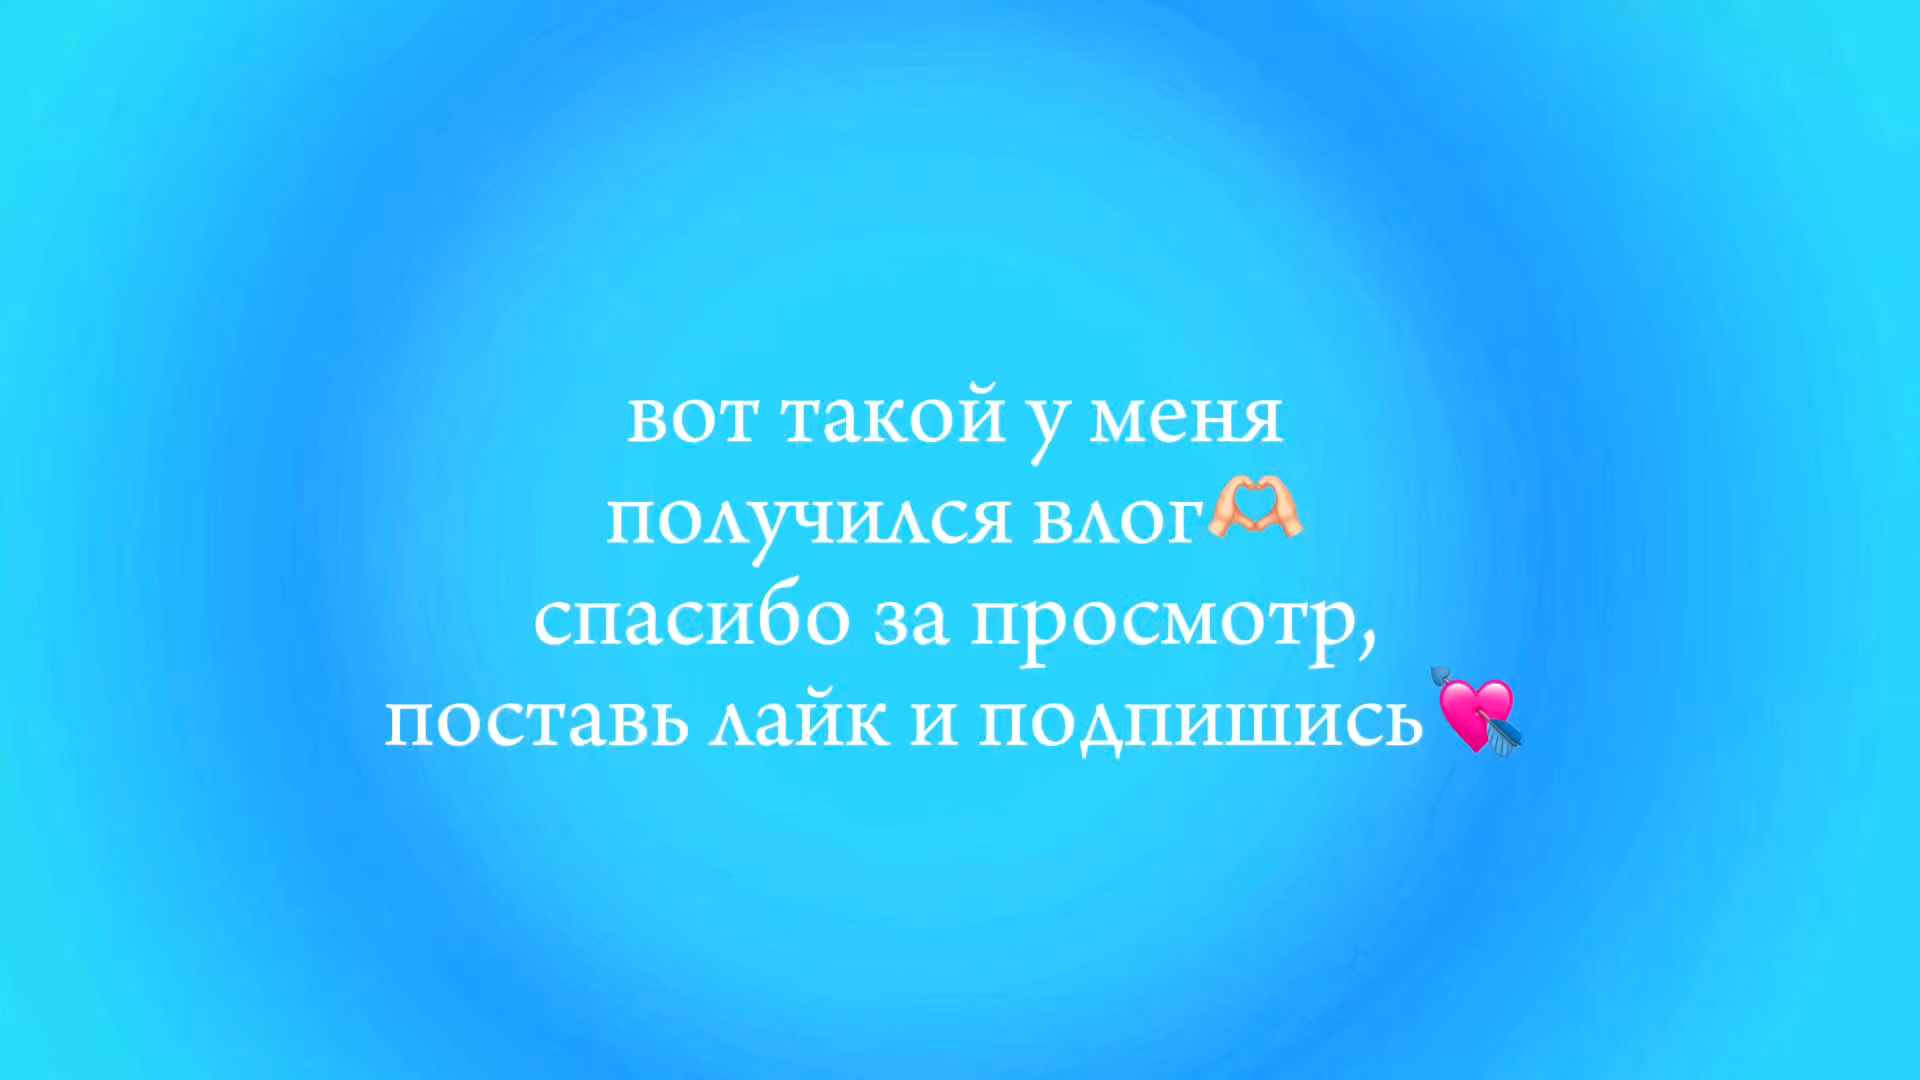 вот такой у меня
получился влог🫶🏻
спасибо за просмотр,
поставь лайк и подпишись💘